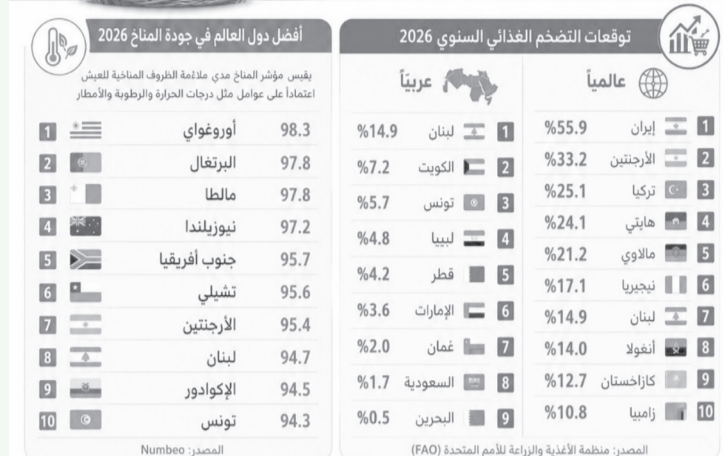 توقعات التضخم الغذائي السنوي 2026
عالمياً
1 إيران %55.9
2 الأرجنتين %33.2
3 تركيا %25.1
4 هايتي %24.1
5 مالاوي %21.2
6 نيجيريا %17.1
7 لبنان %14.9
8 أنغولا %14.0
9 كازاخستان %12.7
10 زامبيا %10.8
عربيّاً
1 لبنان %14.9
2 الكويت %7.2
3 تونس %5.7
4 ليبيا %4.8
5 قطر %4.2
6 الإمارات %3.6
7 عُمان %2.0
8 السعودية %1.7
9 البحرين %0.5
المصدر: منظمة الأغذية والزراعة للأمم المتحدة (FAO)
أفضل دول العالم في جودة المناخ 2026
يقيس مؤشر المناخ مدى ملاءمة الظروف المناخية للعيش
اعتماداً على عوامل مثل درجات الحرارة والرطوبة والأمطار
98.3 أوروغواي 1
97.8 البرتغال 2
97.8 مالطا 3
97.2 نيوزيلندا 4
95.7 جنوب أفريقيا 5
95.6 تشيلي 6
95.4 الأرجنتين 7
94.7 لبنان 8
94.5 الإكوادور 9
94.3 تونس 10
المصدر: Numbeo